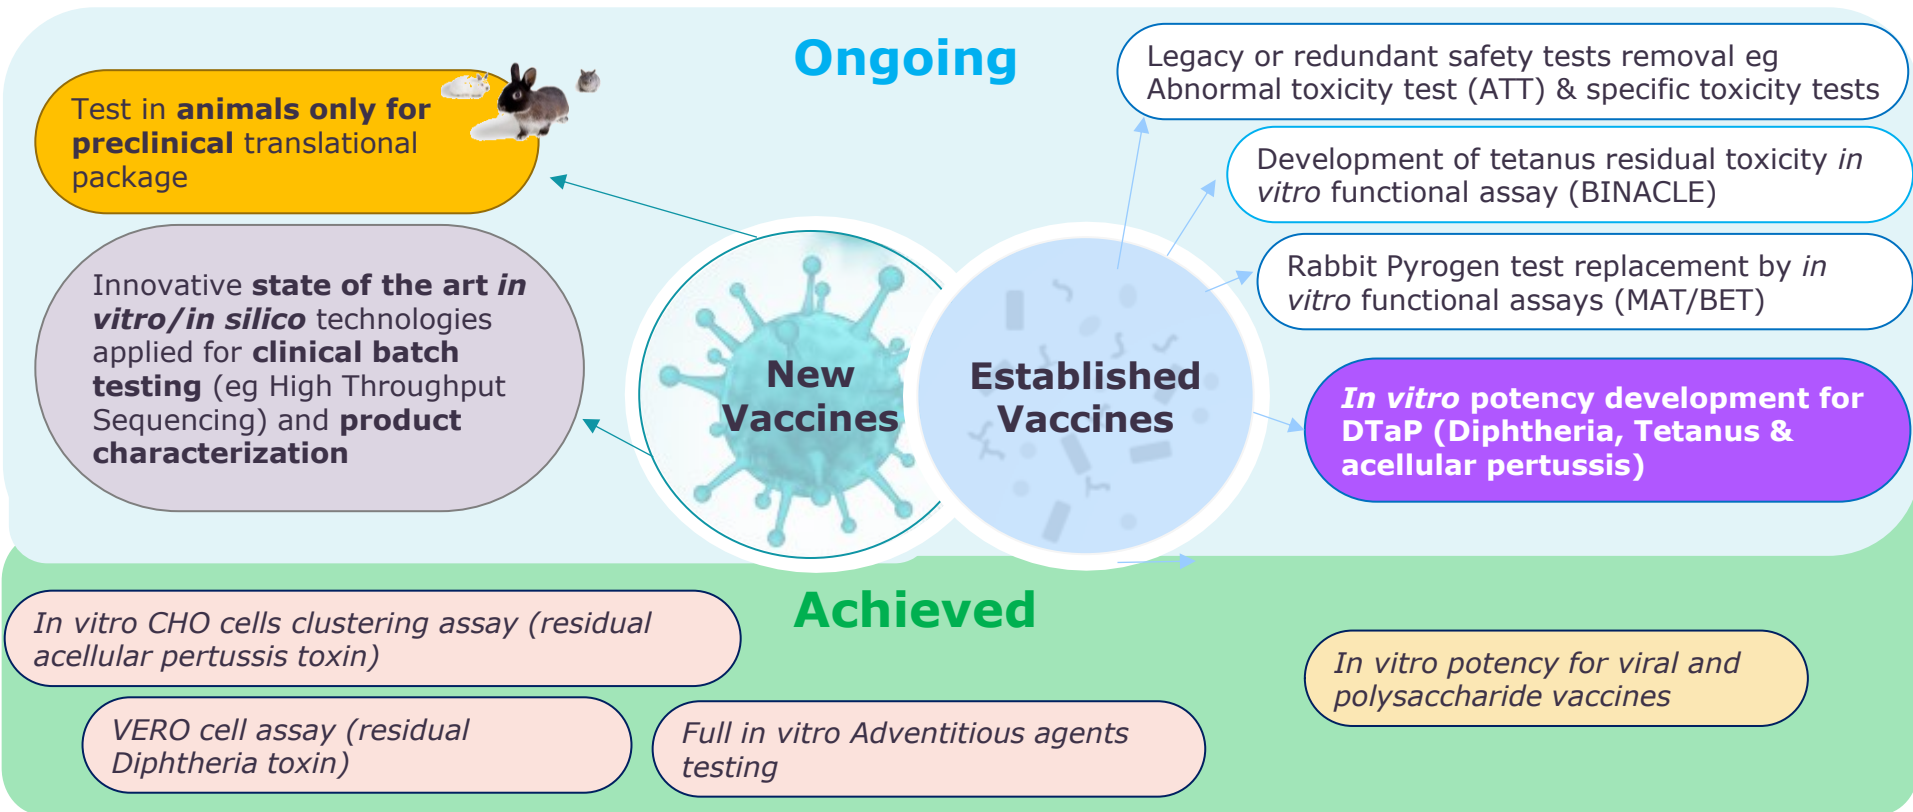 Ongoing
Test in animals only for
preclinical translational
package
Innovative state of the art in
vitro/in silico technologies
applied for clinical batch
testing (eg High Throughput
Sequencing) and product
characterization
New
Vaccines
Established
Vaccines
Legacy or redundant safety tests removal eg
Abnormal toxicity test (ATT) & specific toxicity tests
Development of tetanus residual toxicity in
vitro functional assay (BINACLE)
Rabbit Pyrogen test replacement by in
vitro functional assays (MAT/BET)
In vitro potency development for
DTaP (Diphtheria, Tetanus &
acellular pertussis)
Achieved
In vitro CHO cells clustering assay (residual
acellular pertussis toxin)
VERO cell assay (residual
Diphtheria toxin)
Full in vitro Adventitious agents
testing
In vitro potency for viral and
polysaccharide vaccines